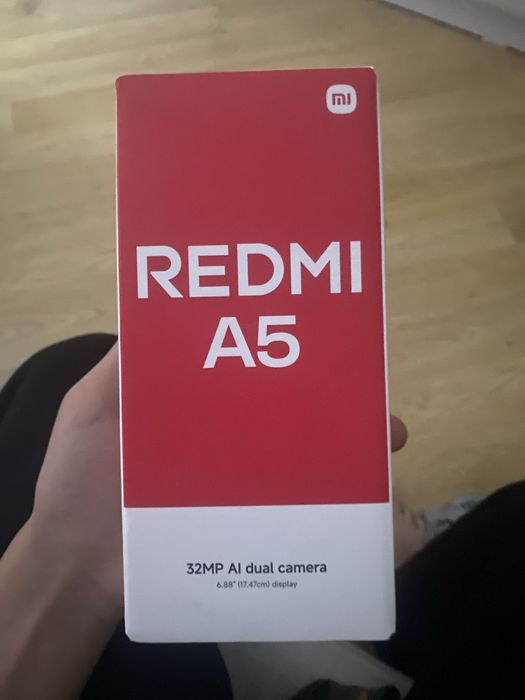 mi
REDMI
A5
32MP AI dual camera
6.88" (17.47cm) display